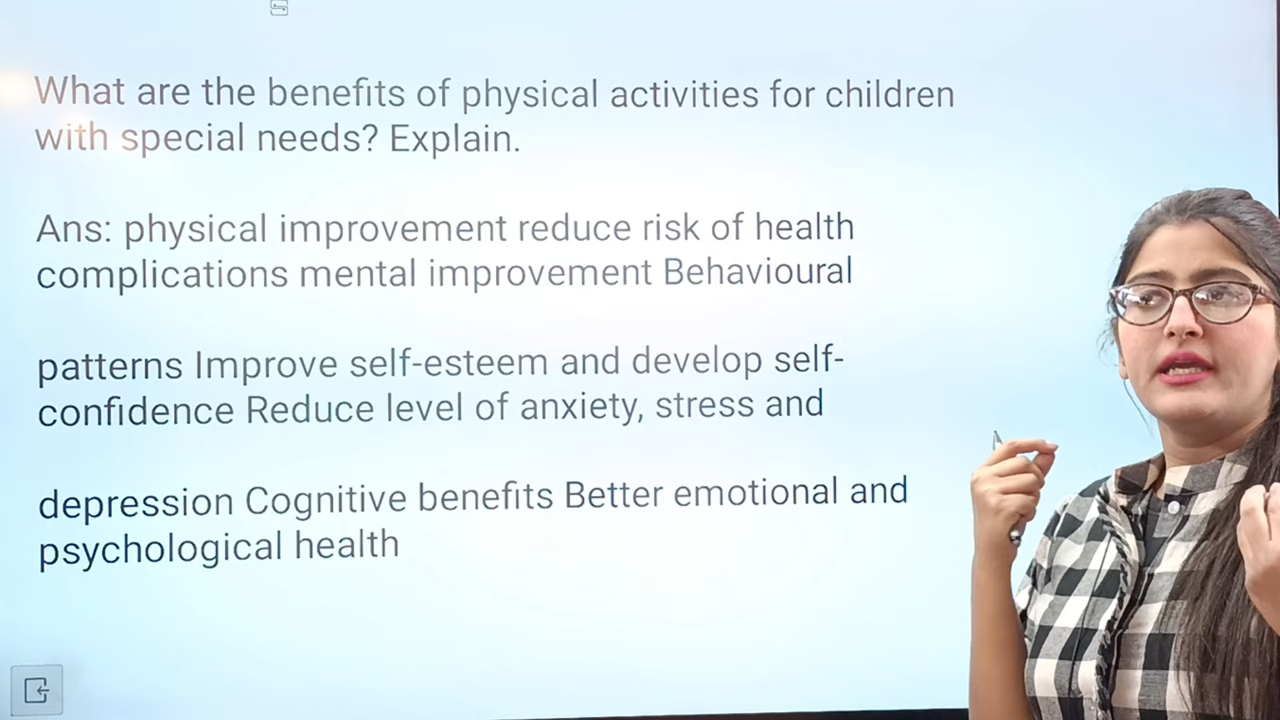 What are the benefits of physical activities for children
with special needs? Explain.
Ans: physical improvement reduce risk of health
complications mental improvement Behavioural
patterns Improve self-esteem and develop self-
confidence Reduce level of anxiety, stress and
depression Cognitive benefits Better emotional and
psychological health